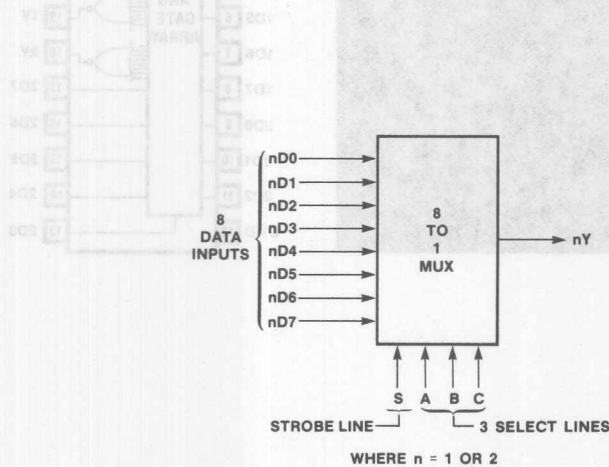 nD0
nD1
nD2
nD3
nD4
nD5
nD6
nD7
8
DATA
INPUTS
8
TO
1
MUX
nY
S A B C
STROBE LINE
3 SELECT LINES
WHERE n = 1 OR 2